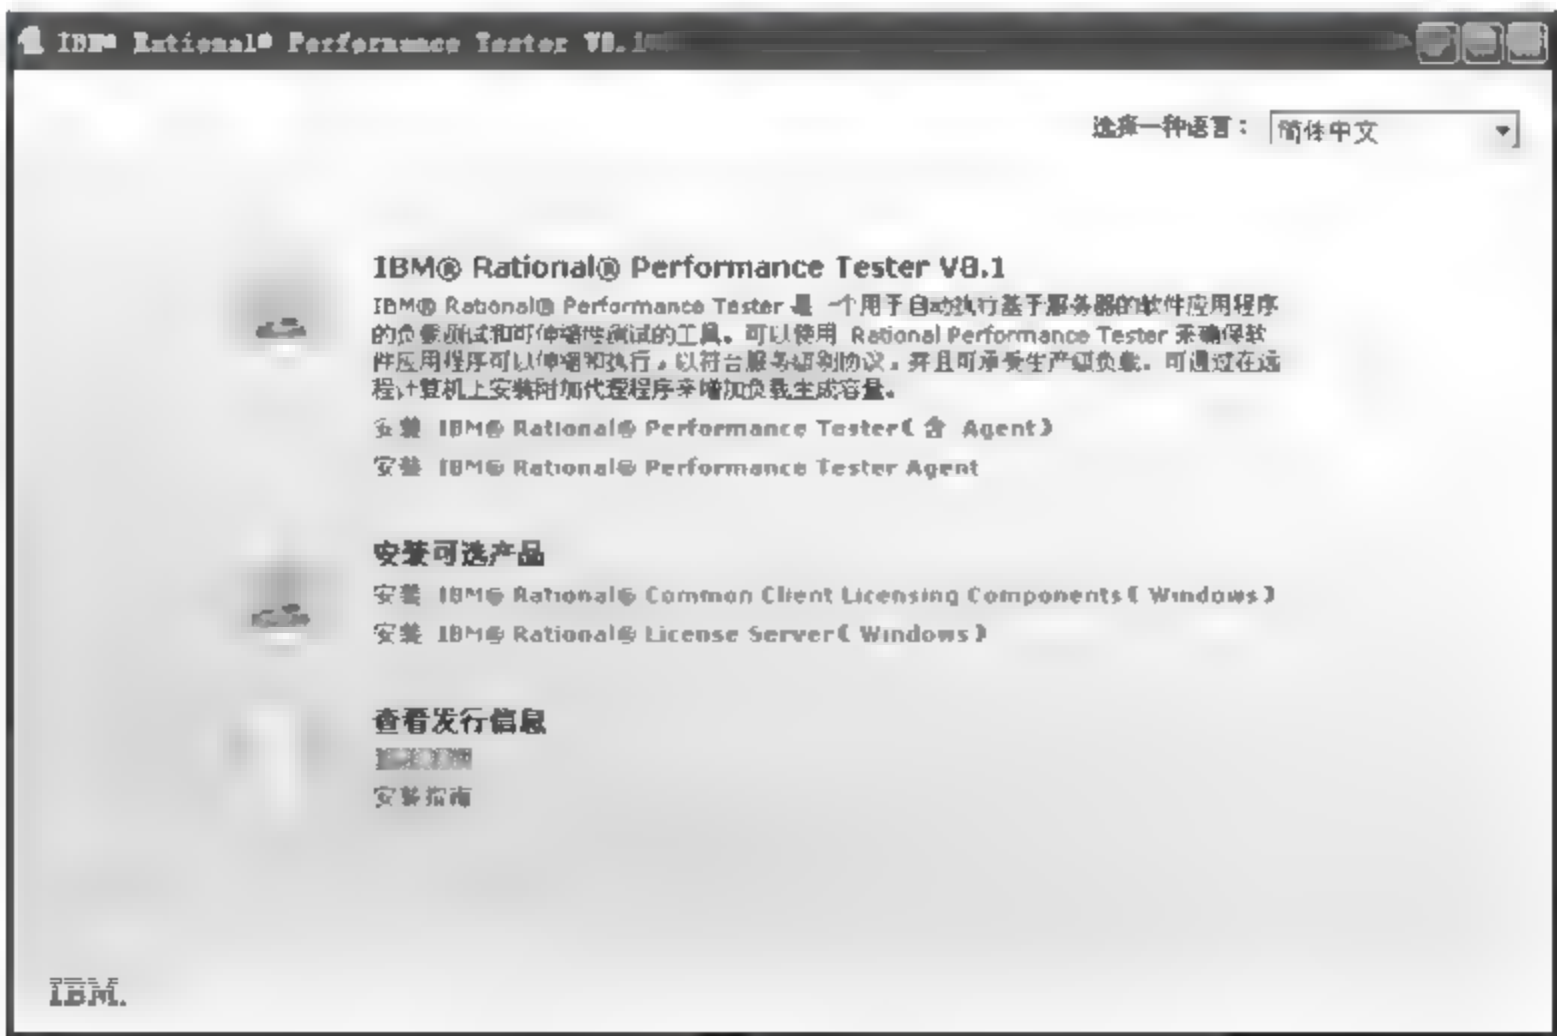 IBM® Rational® Performance Tester V8.1
选择一种语言： 简体中文
IBM® Rational® Performance Tester V8.1
IBM® Rational® Performance Tester 是一个用于自动执行基于服务器的软件应用程序
的负载测试和可伸缩性测试的工具。可以使用 Rational Performance Tester 来确保软
件应用程序可以伸缩和执行，以符合服务级别协议，并且可承受生产级负载。可通过在远
程计算机上安装附加代理程序来增加负载生成容量。
安装 IBM® Rational® Performance Tester（含 Agent）
安装 IBM® Rational® Performance Tester Agent
安装可选产品
安装 IBM® Rational® Common Client Licensing Components（Windows）
安装 IBM® Rational® License Server（Windows）
查看发行信息
安装指南
IBM.